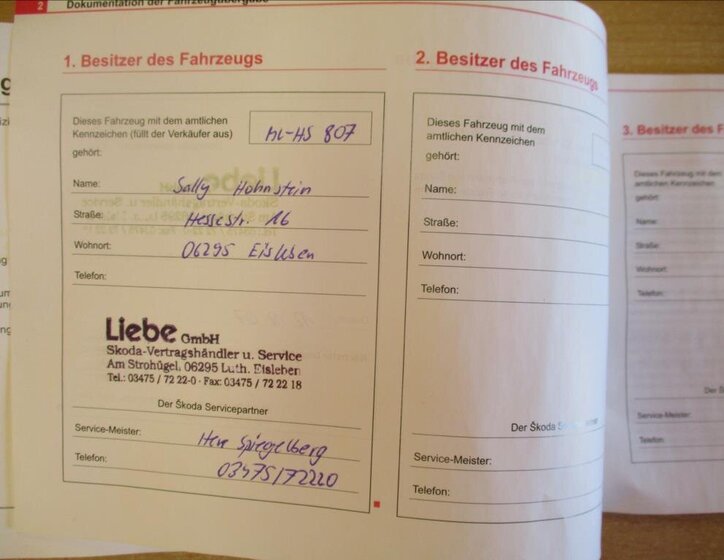 2 Dokumentation der Fahrzeugübergabe
1. Besitzer des Fahrzeugs
Dieses Fahrzeug mit dem amtlichen
Kennzeichen (füllt der Verkäufer aus)
gehört:
ML-HS 807
Name: Sally Hohnstein
Straße: Hessestr. 16
Wohnort: 06295 Eisleben
Telefon:
Liebe GmbH
Skoda-Vertragshändler u. Service
Am Strohügel, 06295 Luth. Eisleben
Tel.: 03475 / 72 22-0 · Fax: 03475 / 72 22 18
Der Škoda Servicepartner
Service-Meister: Herr Spiegelberg
Telefon: 03475/72220
2. Besitzer des Fahrzeugs
Dieses Fahrzeug mit dem
amtlichen Kennzeichen
gehört:
Name:
Straße:
Wohnort:
Telefon:
Der Škoda
Service-Meister:
Telefon:
3. Besitzer des F
Dieses Fahrzeug mit dem
amtlichen Kennzeichen
gehört:
Name:
Straße:
Wohnort:
Telefon:
Der
Service-Meister:
Telefon: